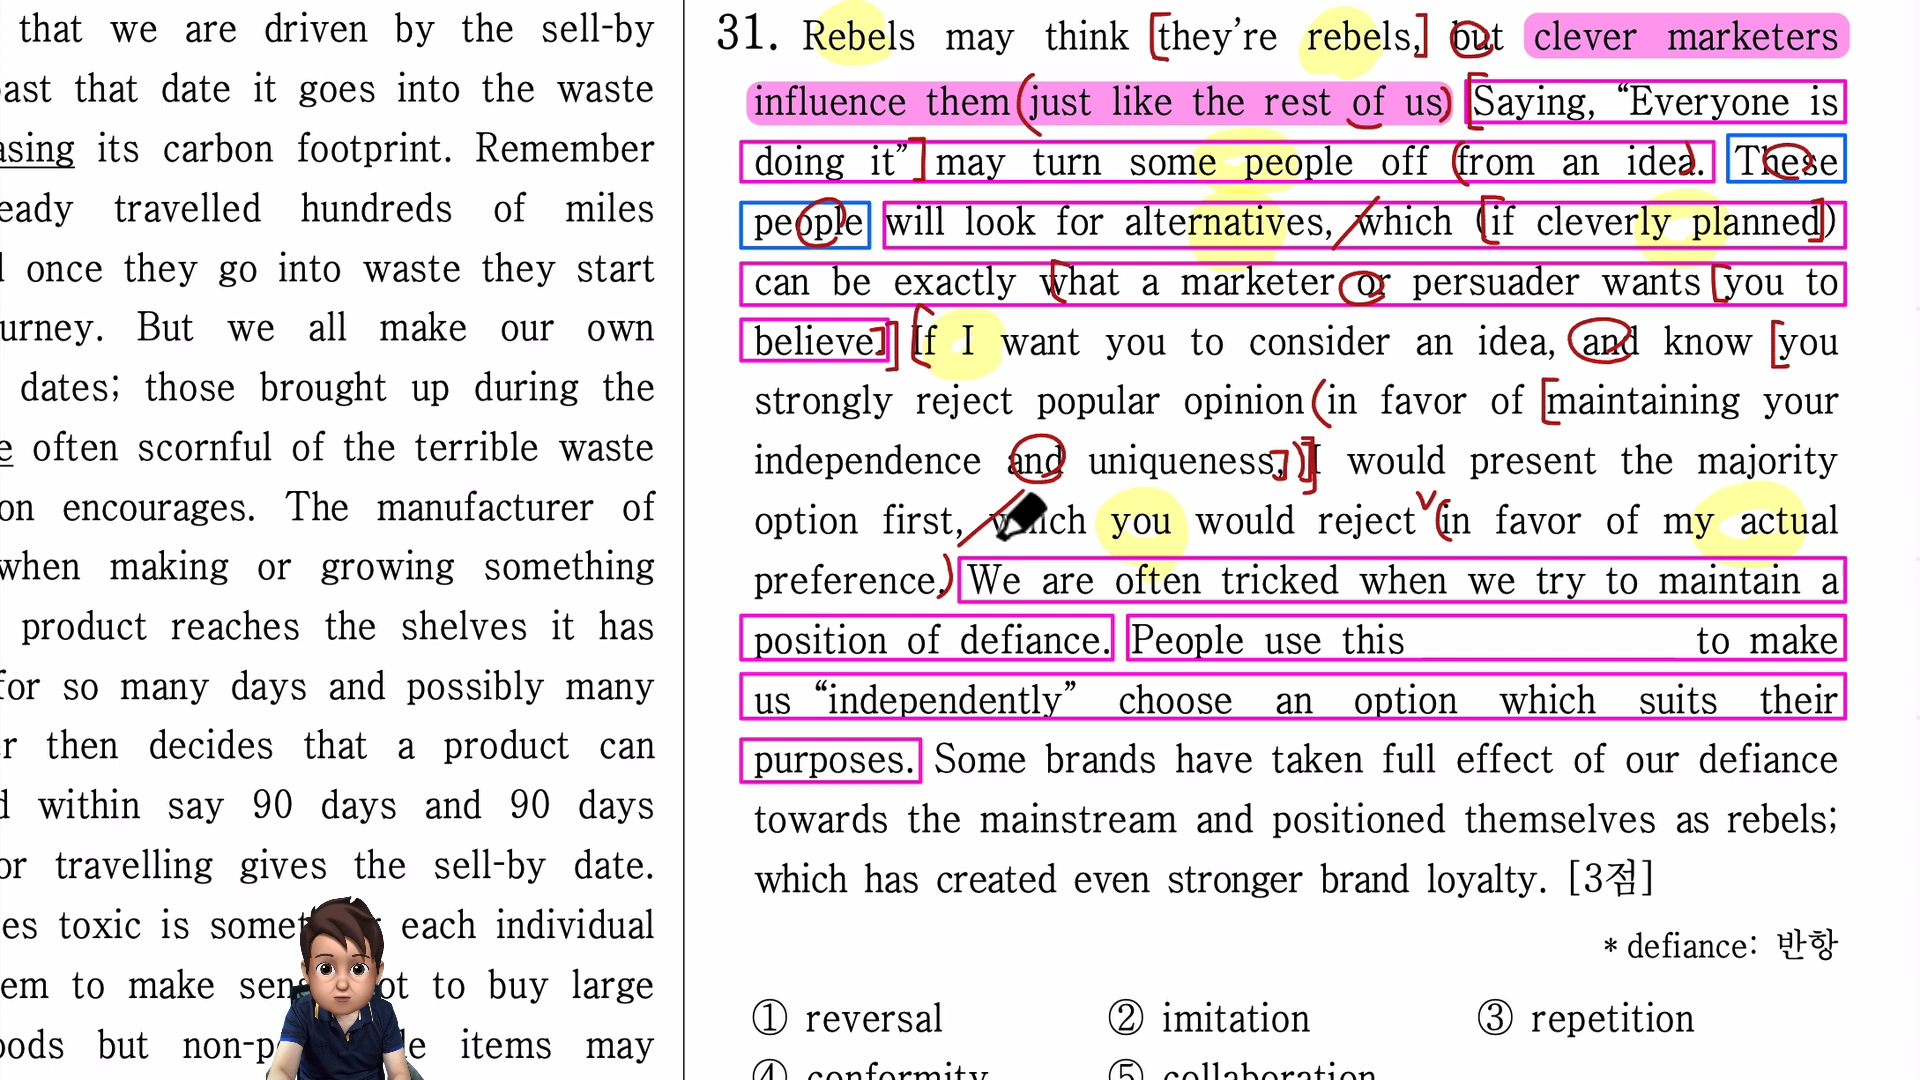 that we are driven by the sell-by
past that date it goes into the waste
asing its carbon footprint. Remember
eady travelled hundreds of miles
once they go into waste they start
urney. But we all make our own
dates; those brought up during the
e often scornful of the terrible waste
on encourages. The manufacturer of
when making or growing something
product reaches the shelves it has
for so many days and possibly many
r then decides that a product can
d within say 90 days and 90 days
or travelling gives the sell-by date.
es toxic is each individual
em to make to buy large
oods but items may
31. Rebels may think they're rebels, but clever marketers
influence them just like the rest of us. Saying, “Everyone is
doing it” may turn some people off from an idea. These
people will look for alternatives, which (if cleverly planned)
can be exactly what a marketer or persuader wants you to
believe. If I want you to consider an idea, and know you
strongly reject popular opinion in favor of maintaining your
independence and uniqueness, I would present the majority
option first, which you would reject in favor of my actual
preference. We are often tricked when we try to maintain a
position of defiance. People use this ____________ to make
us “independently” choose an option which suits their
purposes. Some brands have taken full effect of our defiance
towards the mainstream and positioned themselves as rebels;
which has created even stronger brand loyalty. [3점]
* defiance: 반항
① reversal ② imitation ③ repetition
④ conformity ⑤ collaboration